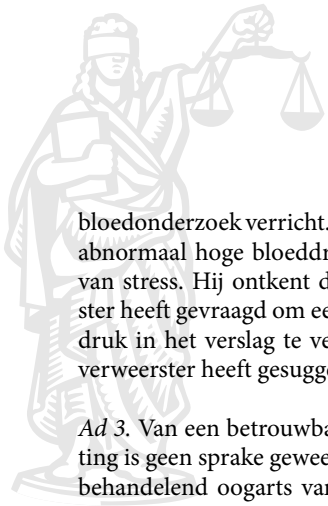 bloedonderzoek verricht.
abnormaal hoge bloeddr
van stress. Hij ontkent d
ster heeft gevraagd om ee
druk in het verslag te ve
verweerster heeft gesugge
Ad 3. Van een betrouwba
ting is geen sprake gewee
behandelend oogarts van